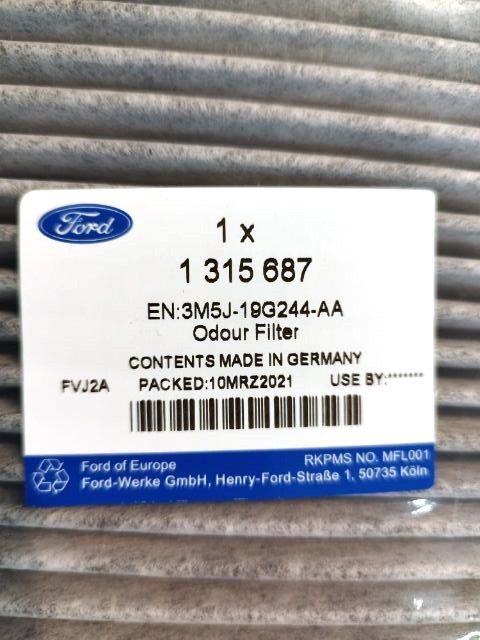 Ford
1 x
1 315 687
EN:3M5J-19G244-AA
Odour Filter
CONTENTS MADE IN GERMANY
FVJ2A PACKED:10MRZ2021 USE BY:*******
RKPMS NO. MFL001
Ford of Europe
Ford-Werke GmbH, Henry-Ford-Straße 1, 50735 Köln